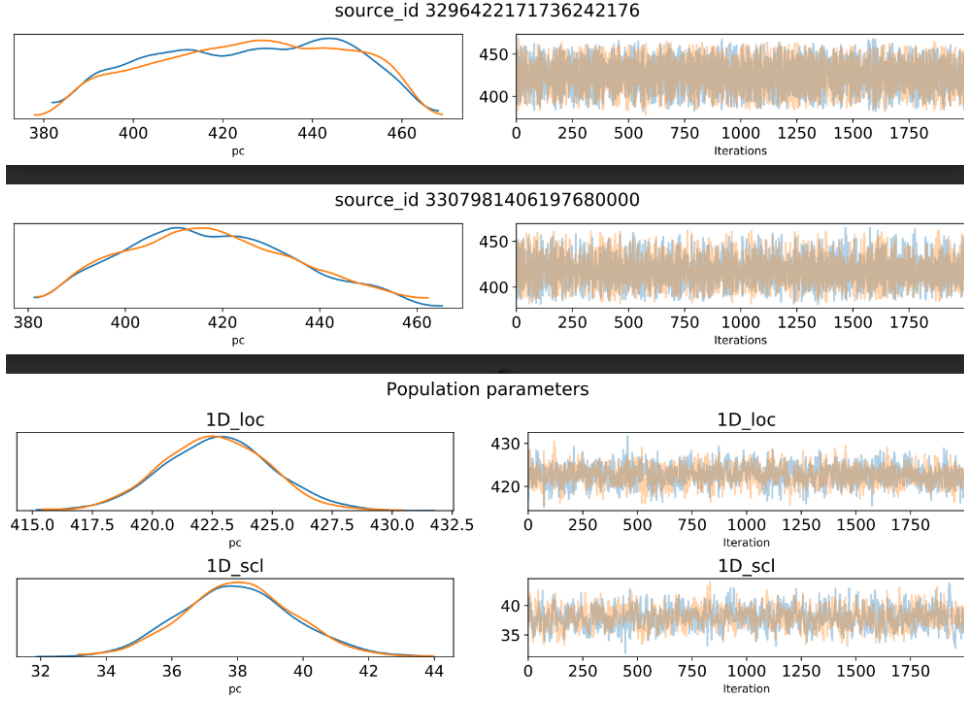 source_id 3296422171736242176
450
400
380 400 420 440 460
0 250 500 750 1000 1250 1500 1750
pc
Iterations
source_id 3307981406197680000
450
400
380 400 420 440 460
0 250 500 750 1000 1250 1500 1750
pc
Iterations
Population parameters
1D_loc
1D_loc
430
420
415.0 417.5 420.0 422.5 425.0 427.5 430.0 432.5
0 250 500 750 1000 1250 1500 1750
pc
Iteration
1D_scl
1D_scl
40
35
32 34 36 38 40 42 44
0 250 500 750 1000 1250 1500 1750
pc
Iteration